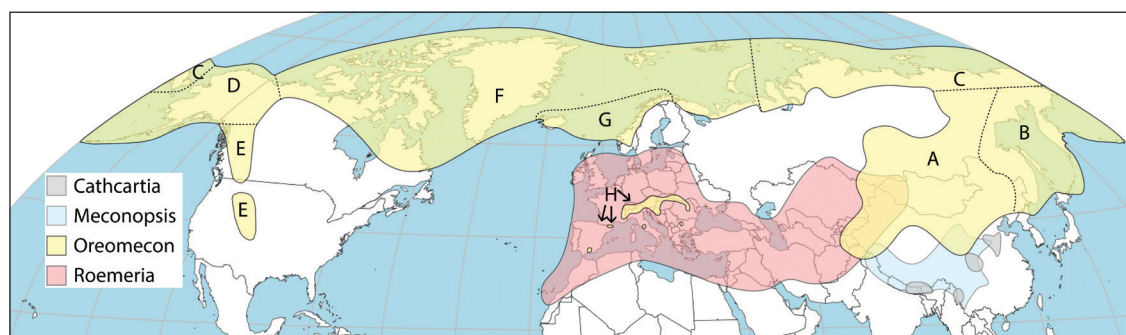 C
D
C
F
G
B
E
A
H
E
Cathcartia
Meconopsis
Oreomecon
Roemeria